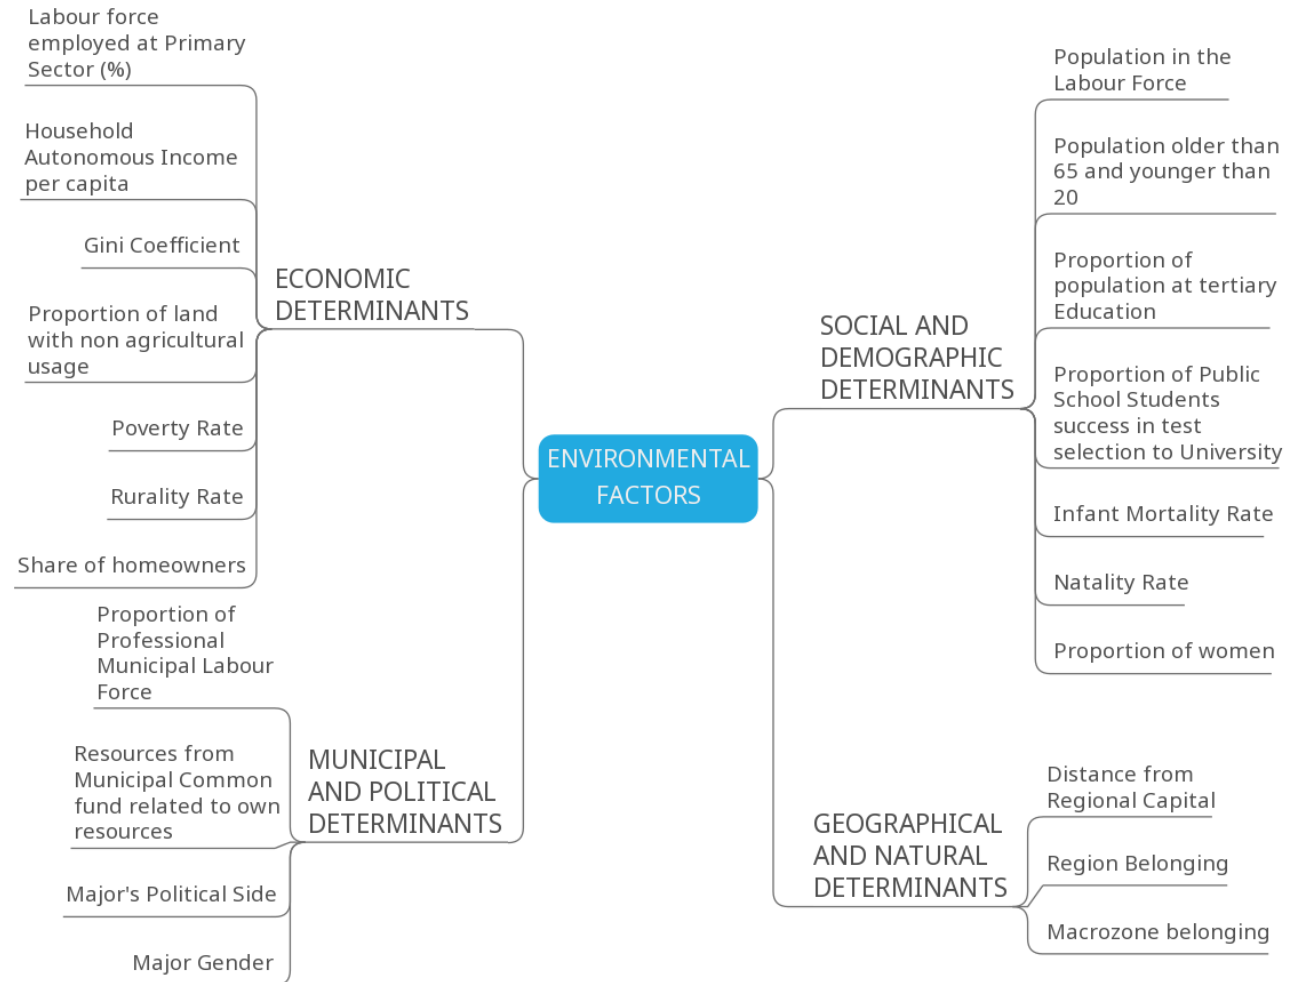 Labour force
employed at Primary
Sector (%)
Household
Autonomous Income
per capita
Gini Coefficient
Proportion of land
with non agricultural
usage
Poverty Rate
Rurality Rate
Share of homeowners
ECONOMIC
DETERMINANTS
Proportion of
Professional
Municipal Labour
Force
Resources from
Municipal Common
fund related to own
resources
Major's Political Side
Major Gender
MUNICIPAL
AND POLITICAL
DETERMINANTS
ENVIRONMENTAL
FACTORS
SOCIAL AND
DEMOGRAPHIC
DETERMINANTS
Population in the
Labour Force
Population older than
65 and younger than
20
Proportion of
population at tertiary
Education
Proportion of Public
School Students
success in test
selection to University
Infant Mortality Rate
Natality Rate
Proportion of women
GEOGRAPHICAL
AND NATURAL
DETERMINANTS
Distance from
Regional Capital
Region Belonging
Macrozone belonging